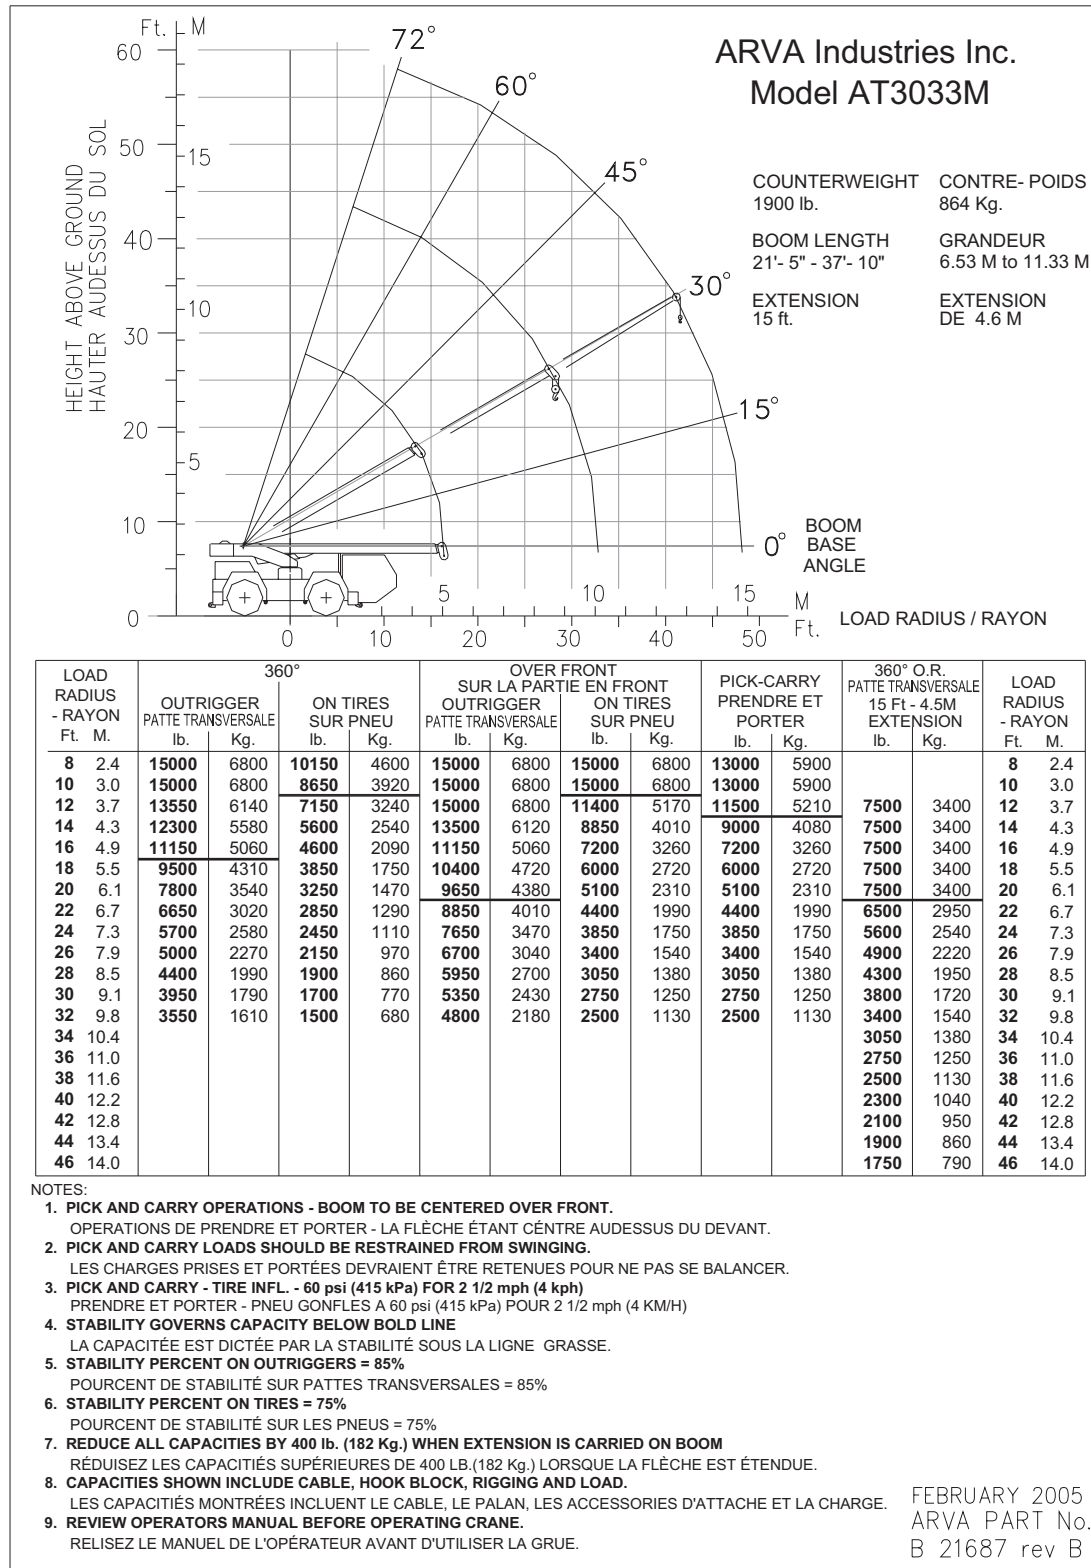 Ft. M
60
50
40
30
20
10
0
15
10
5
HEIGHT ABOVE GROUND
HAUTER AUDESSUS DU SOL
72°
60°
45°
30°
15°
0°
BOOM
BASE
ANGLE
5 10 15 M
0 10 20 30 40 50 Ft.
LOAD RADIUS / RAYON
ARVA Industries Inc.
Model AT3033M
COUNTERWEIGHT CONTRE- POIDS
1900 lb. 864 Kg.
BOOM LENGTH GRANDEUR
21'- 5" - 37'- 10" 6.53 M to 11.33 M
EXTENSION EXTENSION
15 ft. DE 4.6 M
LOAD RADIUS - RAYON
360°
OVER FRONT
SUR LA PARTIE EN FRONT
PICK-CARRY PRENDRE ET PORTER
360° O.R.
PATTE TRANSVERSALE
15 Ft - 4.5M
EXTENSION
LOAD RADIUS - RAYON
OUTRIGGER ON TIRES OUTRIGGER ON TIRES
PATTE TRANSVERSALE SUR PNEU PATTE TRANSVERSALE SUR PNEU
Ft. M. lb. Kg. lb. Kg. lb. Kg. lb. Kg. lb. Kg. lb. Kg. Ft. M.
8 2.4 15000 6800 10150 4600 15000 6800 15000 6800 13000 5900 8 2.4
10 3.0 15000 6800 8650 3920 15000 6800 15000 6800 13000 5900 10 3.0
12 3.7 13550 6140 7150 3240 15000 6800 11400 5170 11500 5210 7500 3400 12 3.7
14 4.3 12300 5580 5600 2540 13500 6120 8850 4010 9000 4080 7500 3400 14 4.3
16 4.9 11150 5060 4600 2090 11150 5060 7200 3260 7200 3260 7500 3400 16 4.9
18 5.5 9500 4310 3850 1750 10400 4720 6000 2720 6000 2720 7500 3400 18 5.5
20 6.1 7800 3540 3250 1470 9650 4380 5100 2310 5100 2310 7500 3400 20 6.1
22 6.7 6650 3020 2850 1290 8850 4010 4400 1990 4400 1990 6500 2950 22 6.7
24 7.3 5700 2580 2450 1110 7650 3470 3850 1750 3850 1750 5600 2540 24 7.3
26 7.9 5000 2270 2150 970 6700 3040 3400 1540 3400 1540 4900 2220 26 7.9
28 8.5 4400 1990 1900 860 5950 2700 3050 1380 3050 1380 4300 1950 28 8.5
30 9.1 3950 1790 1700 770 5350 2430 2750 1250 2750 1250 3800 1720 30 9.1
32 9.8 3550 1610 1500 680 4800 2180 2500 1130 2500 1130 3400 1540 32 9.8
34 10.4 3050 1380 34 10.4
36 11.0 2750 1250 36 11.0
38 11.6 2500 1130 38 11.6
40 12.2 2300 1040 40 12.2
42 12.8 2100 950 42 12.8
44 13.4 1900 860 44 13.4
46 14.0 1750 790 46 14.0
NOTES:
1. PICK AND CARRY OPERATIONS - BOOM TO BE CENTERED OVER FRONT.
OPERATIONS DE PRENDRE ET PORTER - LA FLÈCHE ÉTANT CÉNTRE AUDESSUS DU DEVANT.
2. PICK AND CARRY LOADS SHOULD BE RESTRAINED FROM SWINGING.
LES CHARGES PRISES ET PORTÉES DEVRAIENT ÊTRE RETENUES POUR NE PAS SE BALANCER.
3. PICK AND CARRY - TIRE INFL. - 60 psi (415 kPa) FOR 2 1/2 mph (4 kph)
PRENDRE ET PORTER - PNEU GONFLES A 60 psi (415 kPa) POUR 2 1/2 mph (4 KM/H)
4. STABILITY GOVERNS CAPACITY BELOW BOLD LINE
LA CAPACITÉE EST DICTÉE PAR LA STABILITÉ SOUS LA LIGNE GRASSE.
5. STABILITY PERCENT ON OUTRIGGERS = 85%
POURCENT DE STABILITÉ SUR PATTES TRANSVERSALES = 85%
6. STABILITY PERCENT ON TIRES = 75%
POURCENT DE STABILITÉ SUR LES PNEUS = 75%
7. REDUCE ALL CAPACITIES BY 400 lb. (182 Kg.) WHEN EXTENSION IS CARRIED ON BOOM
RÉDUISEZ LES CAPACITÉS SUPÉRIEURES DE 400 LB.(182 Kg.) LORSQUE LA FLÈCHE EST ÉTENDUE.
8. CAPACITIES SHOWN INCLUDE CABLE, HOOK BLOCK, RIGGING AND LOAD.
LES CAPACITIÉS MONTRÉES INCLUENT LE CABLE, LE PALAN, LES ACCESSORIES D'ATTACHE ET LA CHARGE.
9. REVIEW OPERATORS MANUAL BEFORE OPERATING CRANE.
RELISEZ LE MANUEL DE L'OPÉRATEUR AVANT D'UTILISER LA GRUE.
FEBRUARY 2005
ARVA PART No.
B 21687 rev B